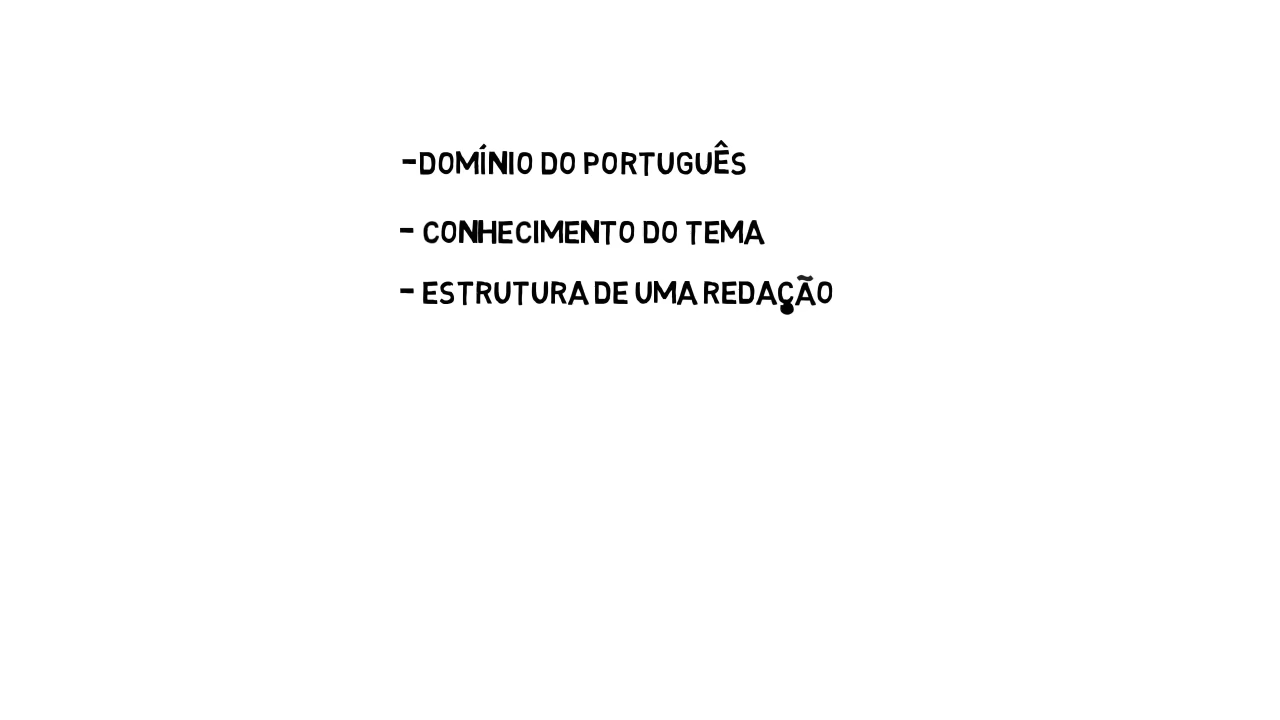 -DOMÍNIO DO PORTUGUÊS
- CONHECIMENTO DO TEMA
- ESTRUTURA DE UMA REDAÇÃO